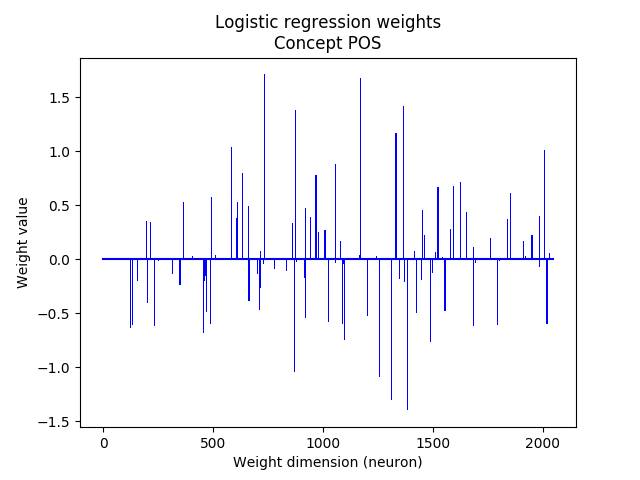 Logistic regression weights
Concept POS
1.5
1.0
0.5
0.0
−0.5
−1.0
−1.5
Weight value
0 500 1000 1500 2000
Weight dimension (neuron)